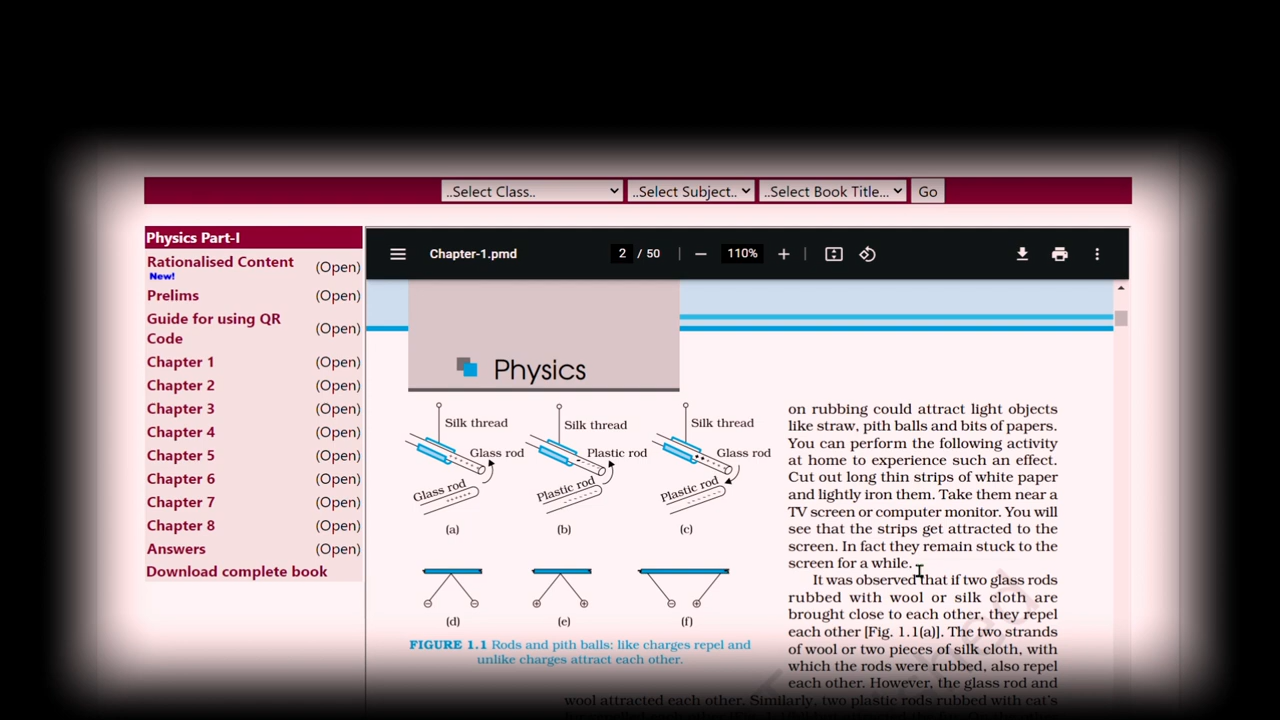 ..Select Class.. ..Select Subject.. ..Select Book Title... Go
Physics Part-I
Rationalised Content (Open)
New!
Prelims (Open)
Guide for using QR Code (Open)
Chapter 1 (Open)
Chapter 2 (Open)
Chapter 3 (Open)
Chapter 4 (Open)
Chapter 5 (Open)
Chapter 6 (Open)
Chapter 7 (Open)
Chapter 8 (Open)
Answers (Open)
Download complete book
Chapter-1.pmd 2 / 50 110%
Physics
Silk thread Silk thread Silk thread
Glass rod Plastic rod Glass rod
Glass rod Plastic rod Plastic rod
(a) (b) (c)
(d) (e) (f)
FIGURE 1.1 Rods and pith balls: like charges repel and
unlike charges attract each other.
on rubbing could attract light objects
like straw, pith balls and bits of papers.
You can perform the following activity
at home to experience such an effect.
Cut out long thin strips of white paper
and lightly iron them. Take them near a
TV screen or computer monitor. You will
see that the strips get attracted to the
screen. In fact they remain stuck to the
screen for a while.
It was observed that if two glass rods
rubbed with wool or silk cloth are
brought close to each other, they repel
each other [Fig. 1.1(a)]. The two strands
of wool or two pieces of silk cloth, with
which the rods were rubbed, also repel
each other. However, the glass rod and
wool attracted each other. Similarly, two plastic rods rubbed with cat's